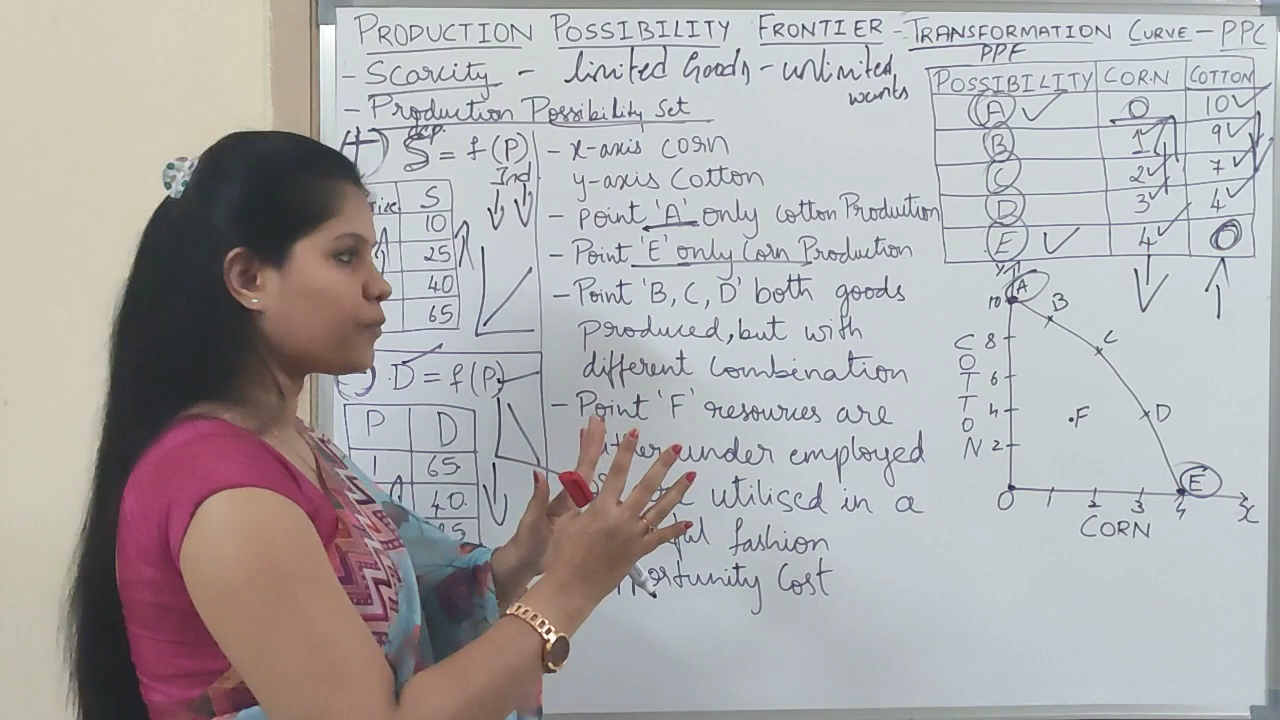 PRODUCTION POSSIBILITY FRONTIER - TRANSFORMATION CURVE - PPC
PPF
- Scarcity - limited Goods - unlimited
wants
- Production Possibility Set
(+) S = f(P)
Ind
S
10
25
40
65
D = f(P)
P D
1 65
40
- x-axis corn
y-axis Cotton
- point 'A' only cotton Production
- Point 'E' only Corn Production
- Point 'B, C, D' both goods
produced, but with
different Combination
- Point 'F' resources are
under employed
utilised in a
fashion
Cost
POSSIBILITY CORN COTTON
A 0 10
B 1 9
C 2 7
D 3 4
E 4 0
Y
10 A
B
C
8
6
4
2
D
F
E
COTTON
0 1 2 3 4 x
CORN